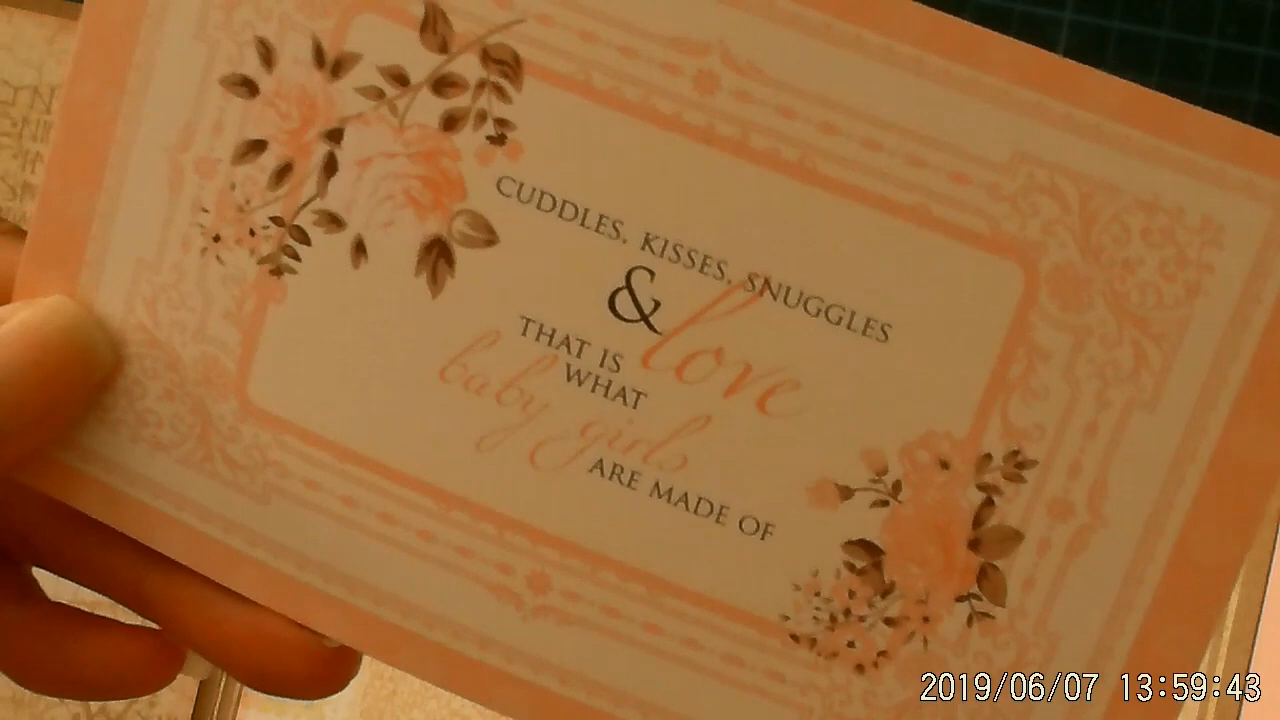 CUDDLES, KISSES, SNUGGLES
& love
THAT IS
WHAT
baby girls
ARE MADE OF
2019/06/07 13:59:43